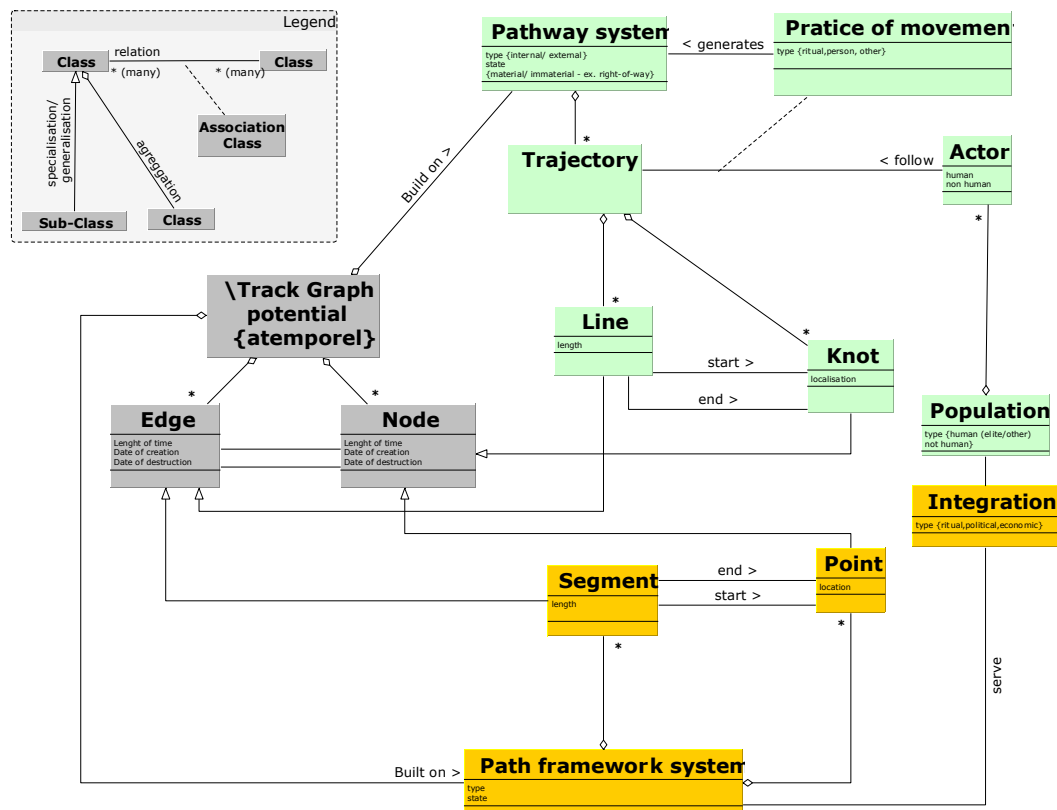 Legend
Class
relation
* (many)
* (many)
Class
specialisation/
generalisation
agreggation
Association
Class
Sub-Class
Class
Pathway system
type {internal/ external}
state
{material/ immaterial - ex. right-of-way}
< generates
Pratice of movemen
type {ritual,person, other}
Build on >
*
Trajectory
< follow
Actor
human
non human
*
\Track Graph
potential
{atemporel}
*
Line
length
*
Knot
localisation
start >
end >
*
Edge
Lenght of time
Date of creation
Date of destruction
*
Node
Lenght of time
Date of creation
Date of destruction
Population
type {human (elite/other)
not human}
Integration
type {ritual,political,economic}
Segment
length
end >
start >
Point
location
*
*
serve
Built on >
Path framework system
type
state